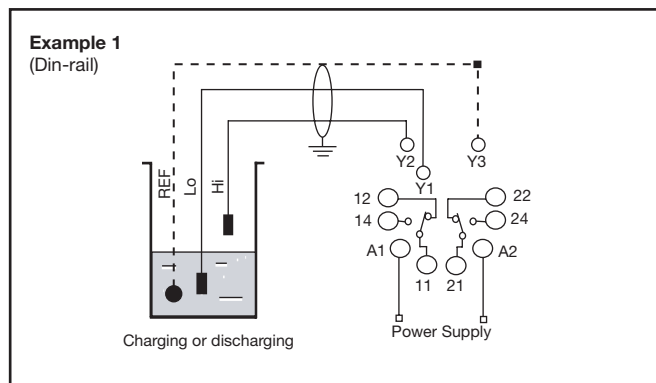 Example 1
(Din-rail)
REF
Lo
Hi
Y2
Y1
Y3
12
22
14
24
A1
A2
11
21
Charging or discharging
Power Supply